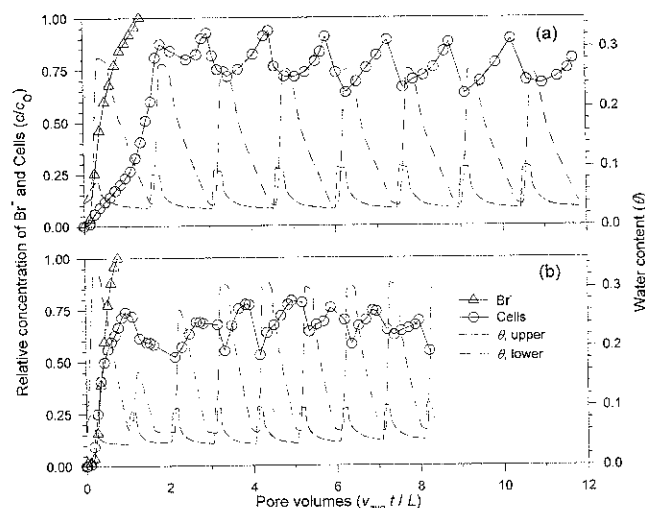 Relative concentration of Br⁻ and Cells (c/c₀)
Water content (θ)
(a)
1.00
0.75
0.50
0.25
0.00
0.3
0.2
0.1
0.0
(b)
1.00
0.75
0.50
0.25
0.00
0.3
0.2
0.1
0.0
Br⁻
Cells
θ, upper
θ, lower
0 2 4 6 8 10 12
Pore volumes (v_avg t / L)